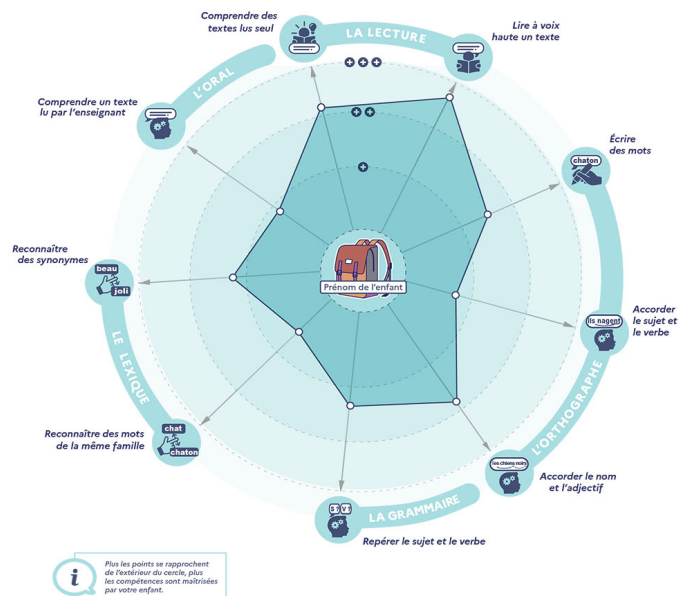 Comprendre des
textes lus seul
LA LECTURE
Lire à voix
haute un texte
L'ORAL
Comprendre un texte
lu par l'enseignant
Écrire
des mots
chaton
Reconnaître
des synonymes
beau
joli
Prénom de l'enfant
Ils nagent
Accorder
le sujet et
le verbe
LE LEXIQUE
L'ORTHOGRAPHE
chat
chaton
Reconnaître des mots
de la même famille
les chiens noirs
Accorder le nom
et l'adjectif
S ? V ?
LA GRAMMAIRE
Repérer le sujet et le verbe
i
Plus les points se rapprochent
de l'extérieur du cercle, plus
les compétences sont maîtrisées
par votre enfant.